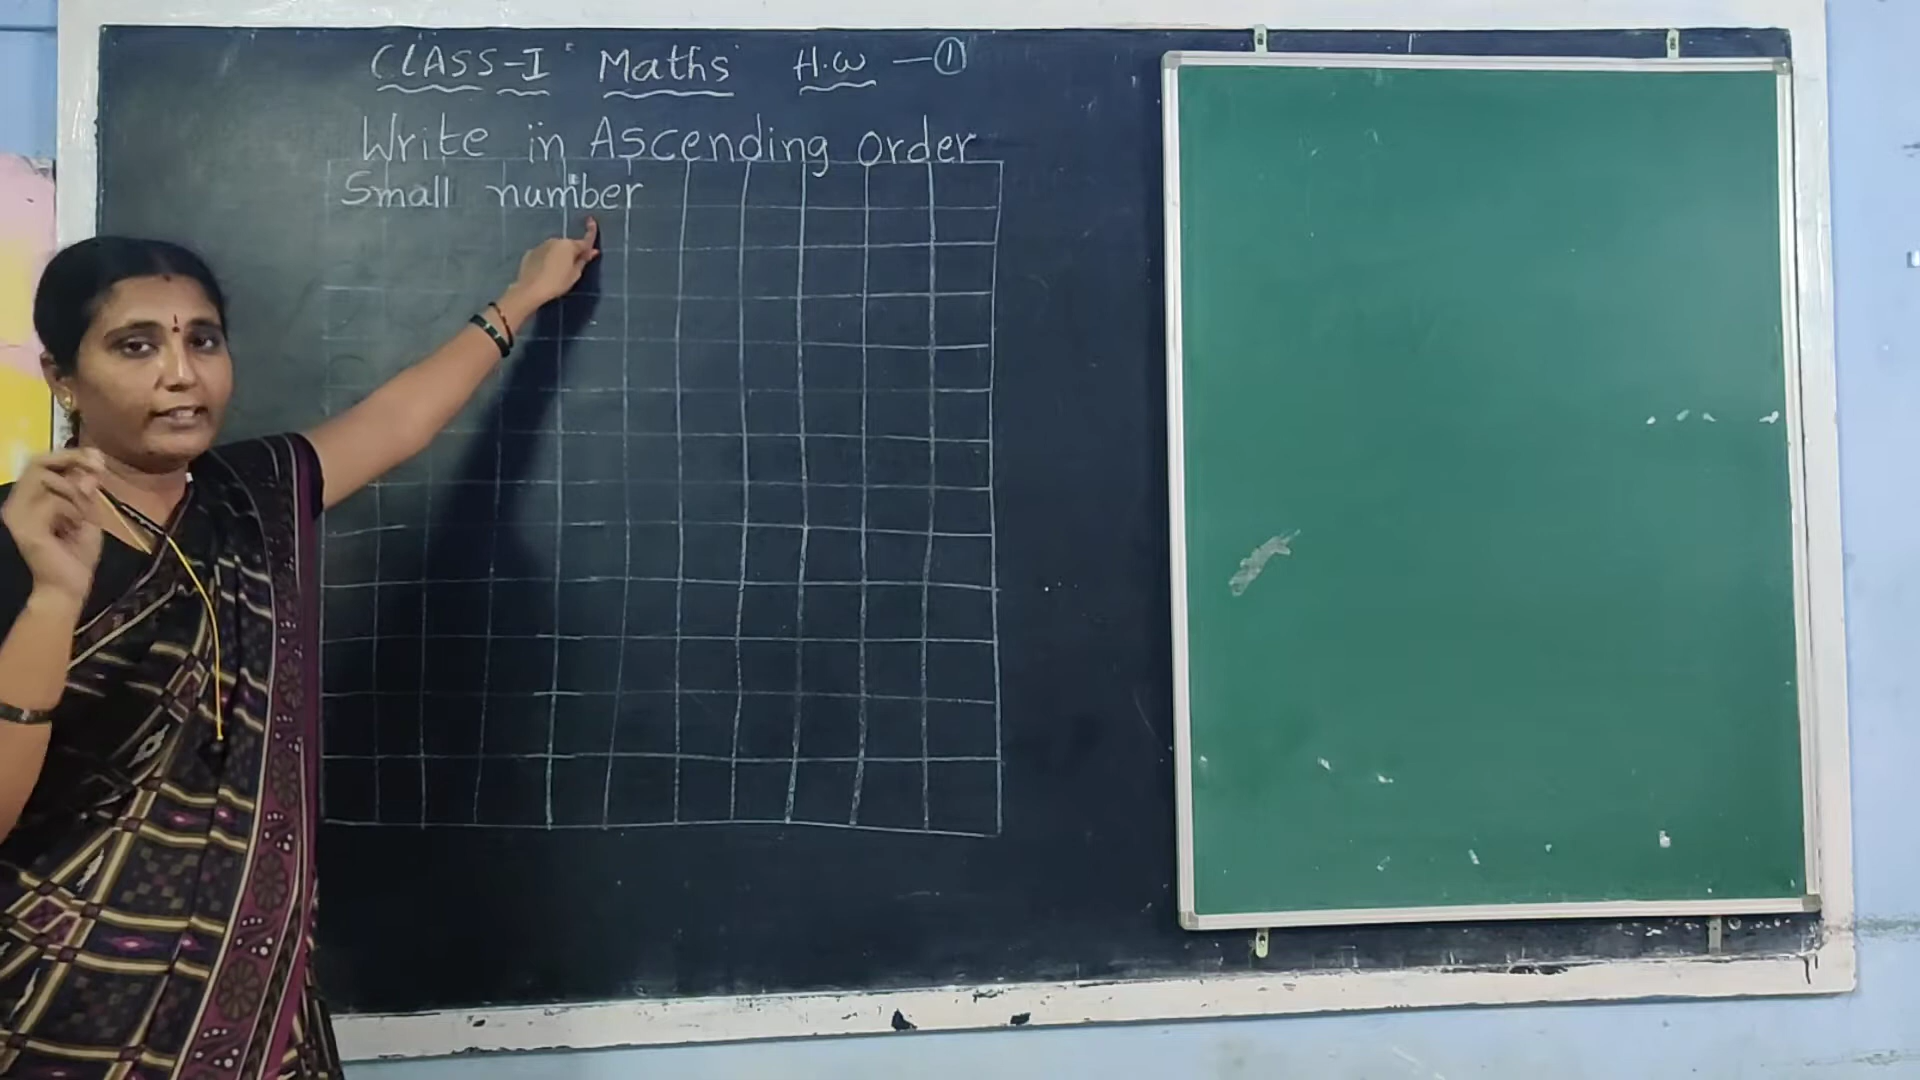 CLASS-I Maths H.W - ①
Write in Ascending order
Small number